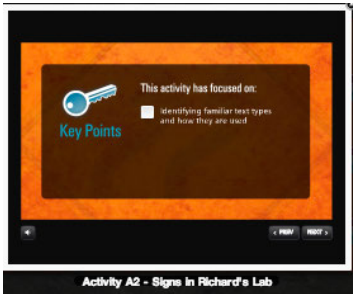 This activity has focused on:
Identifying familiar text types
and how they are used
Key Points
< PREV NEXT >
Activity A2 - Signs in Richard's Lab